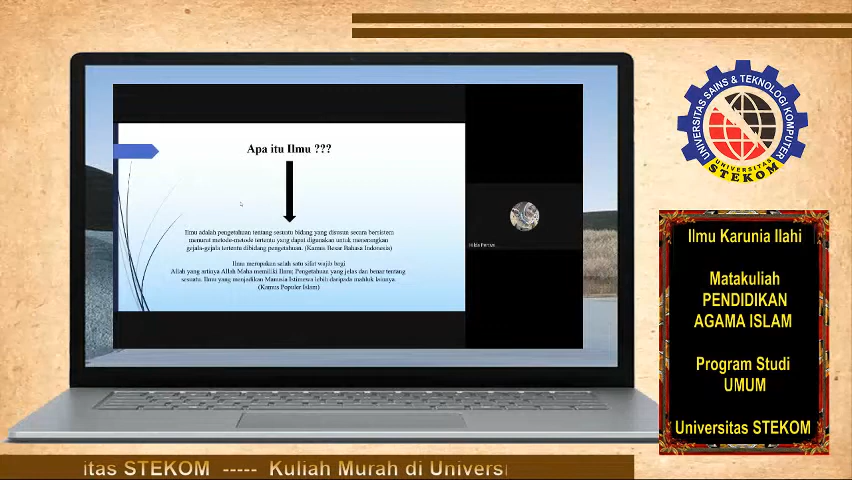 Apa itu Ilmu ???
Ilmu adalah pengetahuan tentang sesuatu bidang yang disusun secara bersistem
menurut metode-metode tertentu yang dapat digunakan untuk menerangkan
gejala-gejala tertentu dibidang pengetahuan. (Kamus Besar Bahasa Indonesia)
Ilmu merupakan salah satu sifat wajib bagi
Allah yang artinya Allah Maha memiliki Ilmu; Pengetahuan yang jelas dan benar tentang
sesuatu. Ilmu yang menjadikan Manusia Istimewa lebih daripada mahluk lainnya.
(Kamus Populer Islam)
UNIVERSITAS SAINS & TEKNOLOGI KOMPUTER
UNIVERSITAS
STEKOM
Ilmu Karunia Ilahi
Matakuliah
PENDIDIKAN
AGAMA ISLAM
Program Studi
UMUM
Universitas STEKOM
itas STEKOM ----- Kuliah Murah di Universi